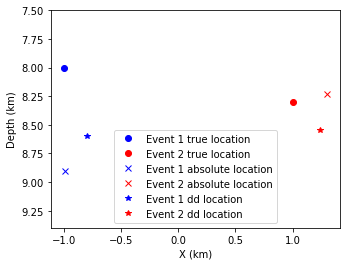 7.50
7.75
8.00
8.25
8.50
8.75
9.00
9.25
Depth (km)
Event 1 true location
Event 2 true location
Event 1 absolute location
Event 2 absolute location
Event 1 dd location
Event 2 dd location
−1.0 −0.5 0.0 0.5 1.0
X (km)